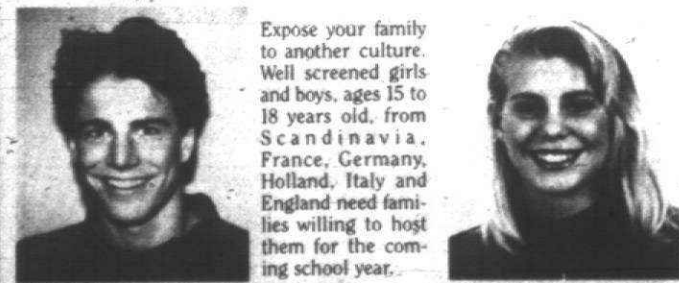 Expose your family
to another culture.
Well screened girls
and boys, ages 15 to
18 years old, from
Scandinavia,
France, Germany,
Holland, Italy and
England need fami-
lies willing to host
them for the com-
ing school year.